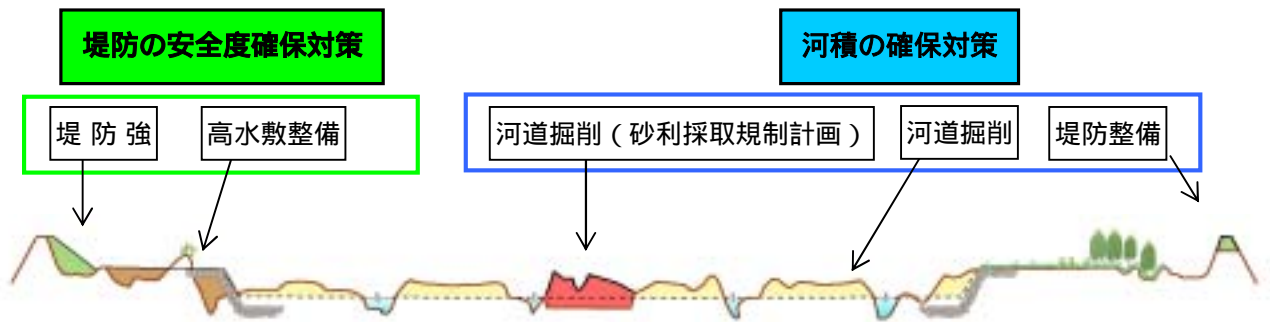 堤防の安全度確保対策
河積の確保対策
堤 防 強
高水敷整備
河道掘削（砂利採取規制計画）
河道掘削
堤防整備